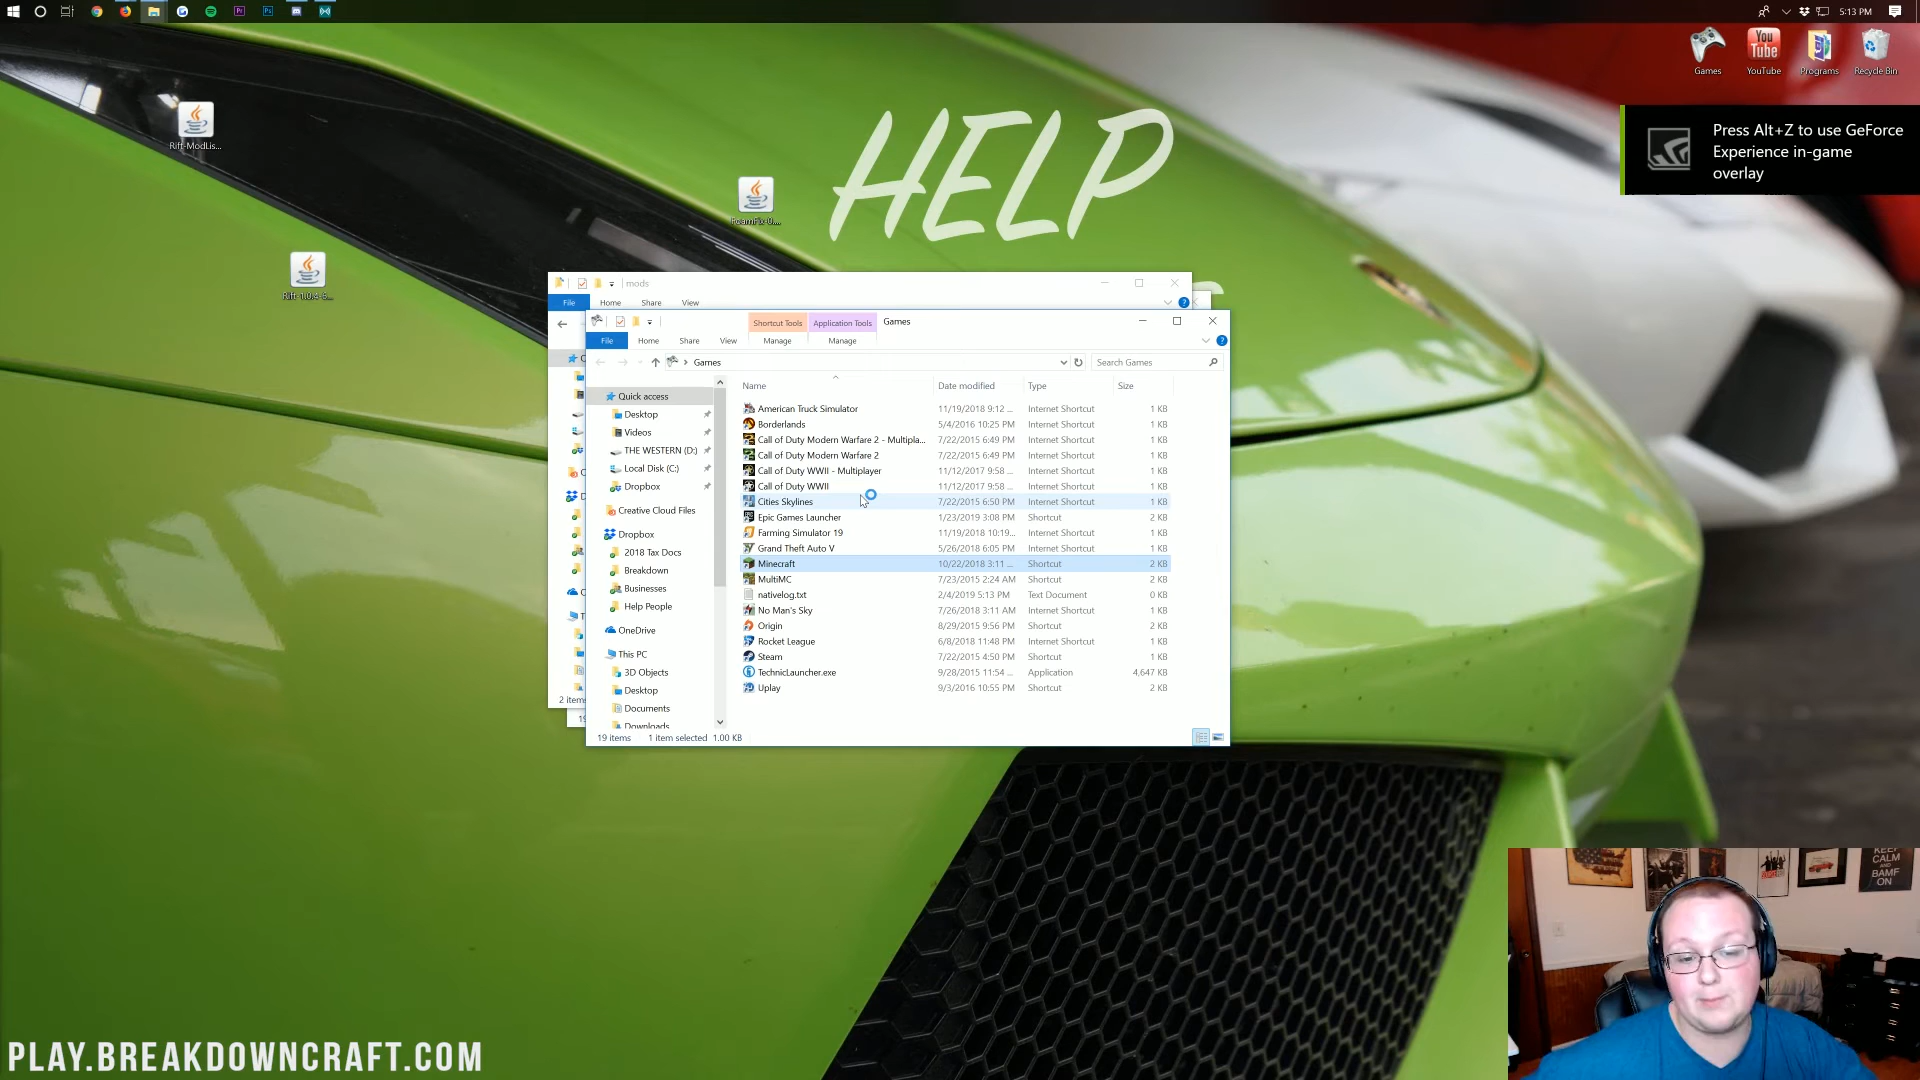 5:13 PM
Games
YouTube
Programs
Recycle Bin
Press Alt+Z to use GeForce
Experience in-game
overlay
HELP
Rift-ModLis...
FoamFix-0....
Rift-1.0.4-6...
mods
File Home Share View
Shortcut Tools Application Tools Games
File Home Share View Manage Manage
Games
Search Games
Name Date modified Type Size
Quick access
Desktop
Videos
THE WESTERN (D:)
Local Disk (C:)
Dropbox
Creative Cloud Files
Dropbox
2018 Tax Docs
Breakdown
Businesses
Help People
OneDrive
This PC
3D Objects
Desktop
Documents
Downloads
American Truck Simulator 11/19/2018 9:12 ... Internet Shortcut 1 KB
Borderlands 5/4/2016 10:25 PM Internet Shortcut 1 KB
Call of Duty Modern Warfare 2 - Multipla... 7/22/2015 6:49 PM Internet Shortcut 1 KB
Call of Duty Modern Warfare 2 7/22/2015 6:49 PM Internet Shortcut 1 KB
Call of Duty WWII - Multiplayer 11/12/2017 9:58 ... Internet Shortcut 1 KB
Call of Duty WWII 11/12/2017 9:58 ... Internet Shortcut 1 KB
Cities Skylines 7/22/2015 6:50 PM Internet Shortcut 1 KB
Epic Games Launcher 1/23/2019 3:08 PM Shortcut 2 KB
Farming Simulator 19 11/19/2018 10:19... Internet Shortcut 1 KB
Grand Theft Auto V 5/26/2018 6:05 PM Internet Shortcut 1 KB
Minecraft 10/22/2018 3:11 ... Shortcut 2 KB
MultiMC 7/23/2015 2:24 AM Shortcut 2 KB
nativelog.txt 2/4/2019 5:13 PM Text Document 0 KB
No Man's Sky 7/26/2018 3:11 AM Internet Shortcut 1 KB
Origin 8/29/2015 9:56 PM Shortcut 2 KB
Rocket League 6/8/2018 11:48 PM Internet Shortcut 1 KB
Steam 7/22/2015 4:50 PM Shortcut 1 KB
TechnicLauncher.exe 9/28/2015 11:54 ... Application 4,647 KB
Uplay 9/3/2016 10:55 PM Shortcut 2 KB
2 items
19 items 1 item selected 1.00 KB
KEEP
CALM
AND
BAMF
ON
PLAY.BREAKDOWNCRAFT.COM